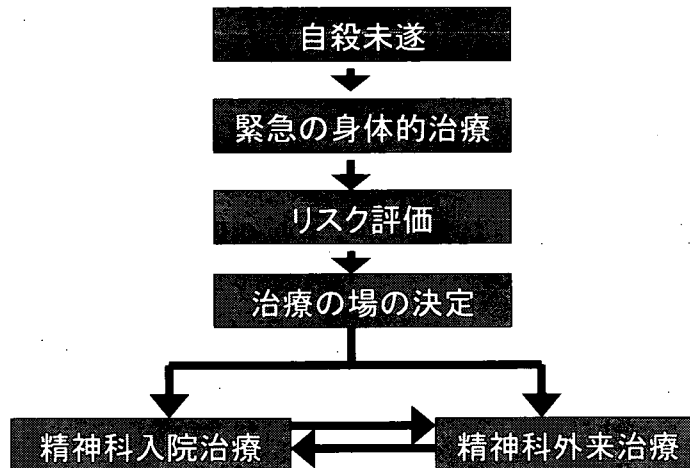 自殺未遂
緊急の身体的治療
リスク評価
治療の場の決定
精神科入院治療
精神科外来治療